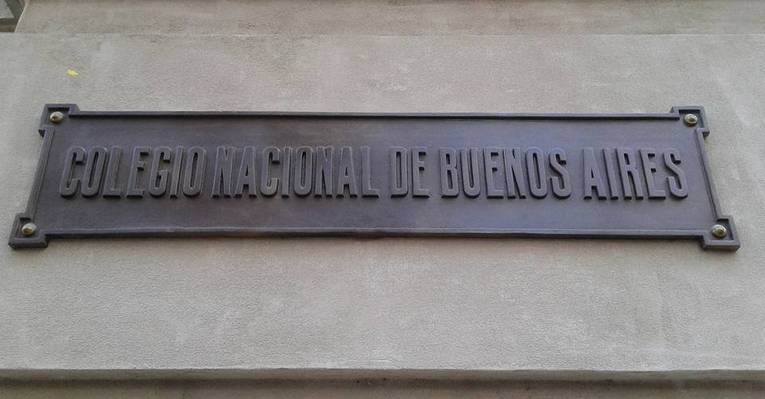 COLEGIO NACIONAL DE BUENOS AIRES